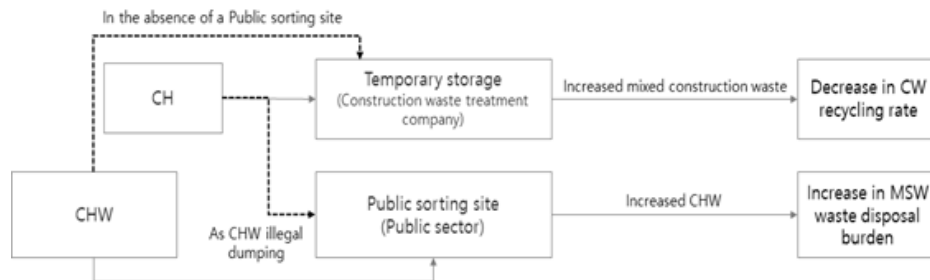 In the absence of a Public sorting site
CH
Temporary storage
(Construction waste treatment
company)
Increased mixed construction waste
Decrease in CW
recycling rate
CHW
As CHW illegal
dumping
Public sorting site
(Public sector)
Increased CHW
Increase in MSW
waste disposal
burden